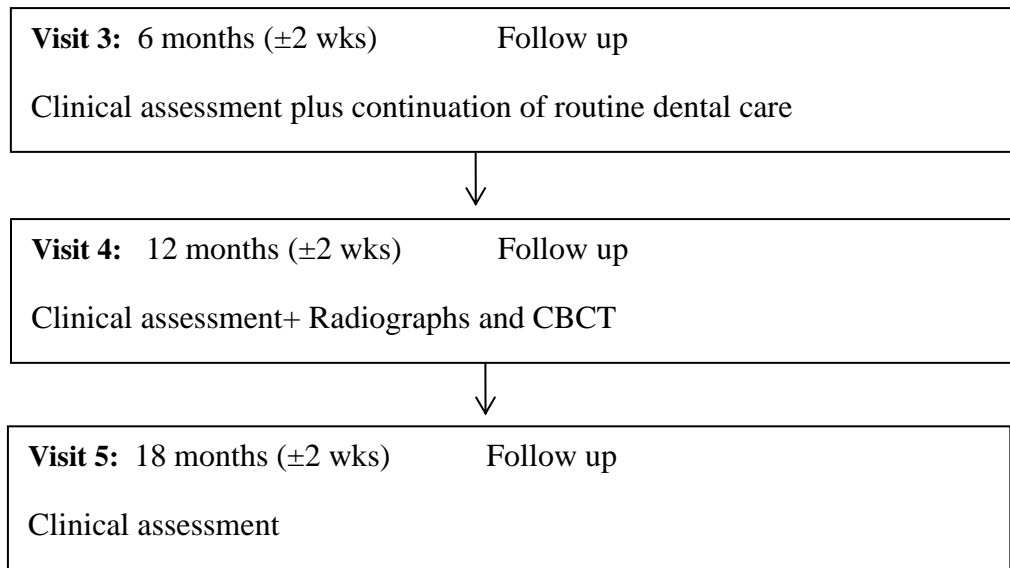 Visit 3: 6 months (±2 wks) Follow up
Clinical assessment plus continuation of routine dental care
Visit 4: 12 months (±2 wks) Follow up
Clinical assessment+ Radiographs and CBCT
Visit 5: 18 months (±2 wks) Follow up
Clinical assessment